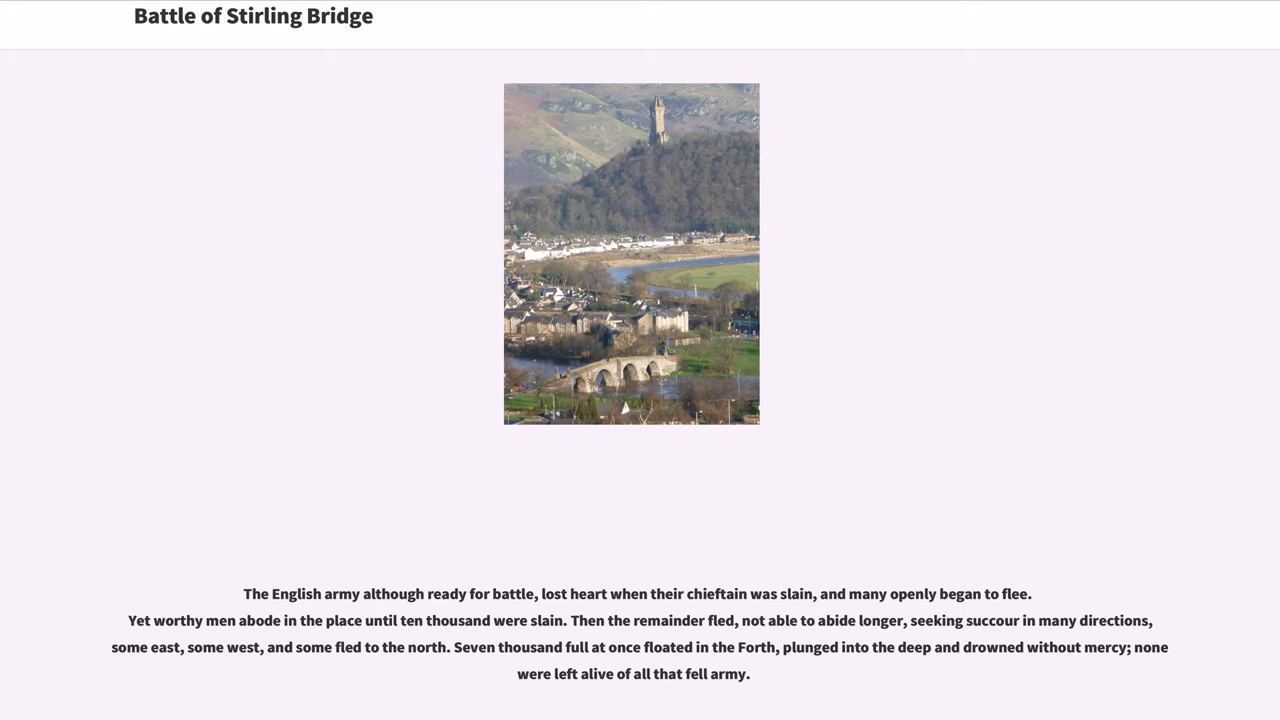 Battle of Stirling Bridge
The English army although ready for battle, lost heart when their chieftain was slain, and many openly began to flee.
Yet worthy men abode in the place until ten thousand were slain. Then the remainder fled, not able to abide longer, seeking succour in many directions,
some east, some west, and some fled to the north. Seven thousand full at once floated in the Forth, plunged into the deep and drowned without mercy; none
were left alive of all that fell army.